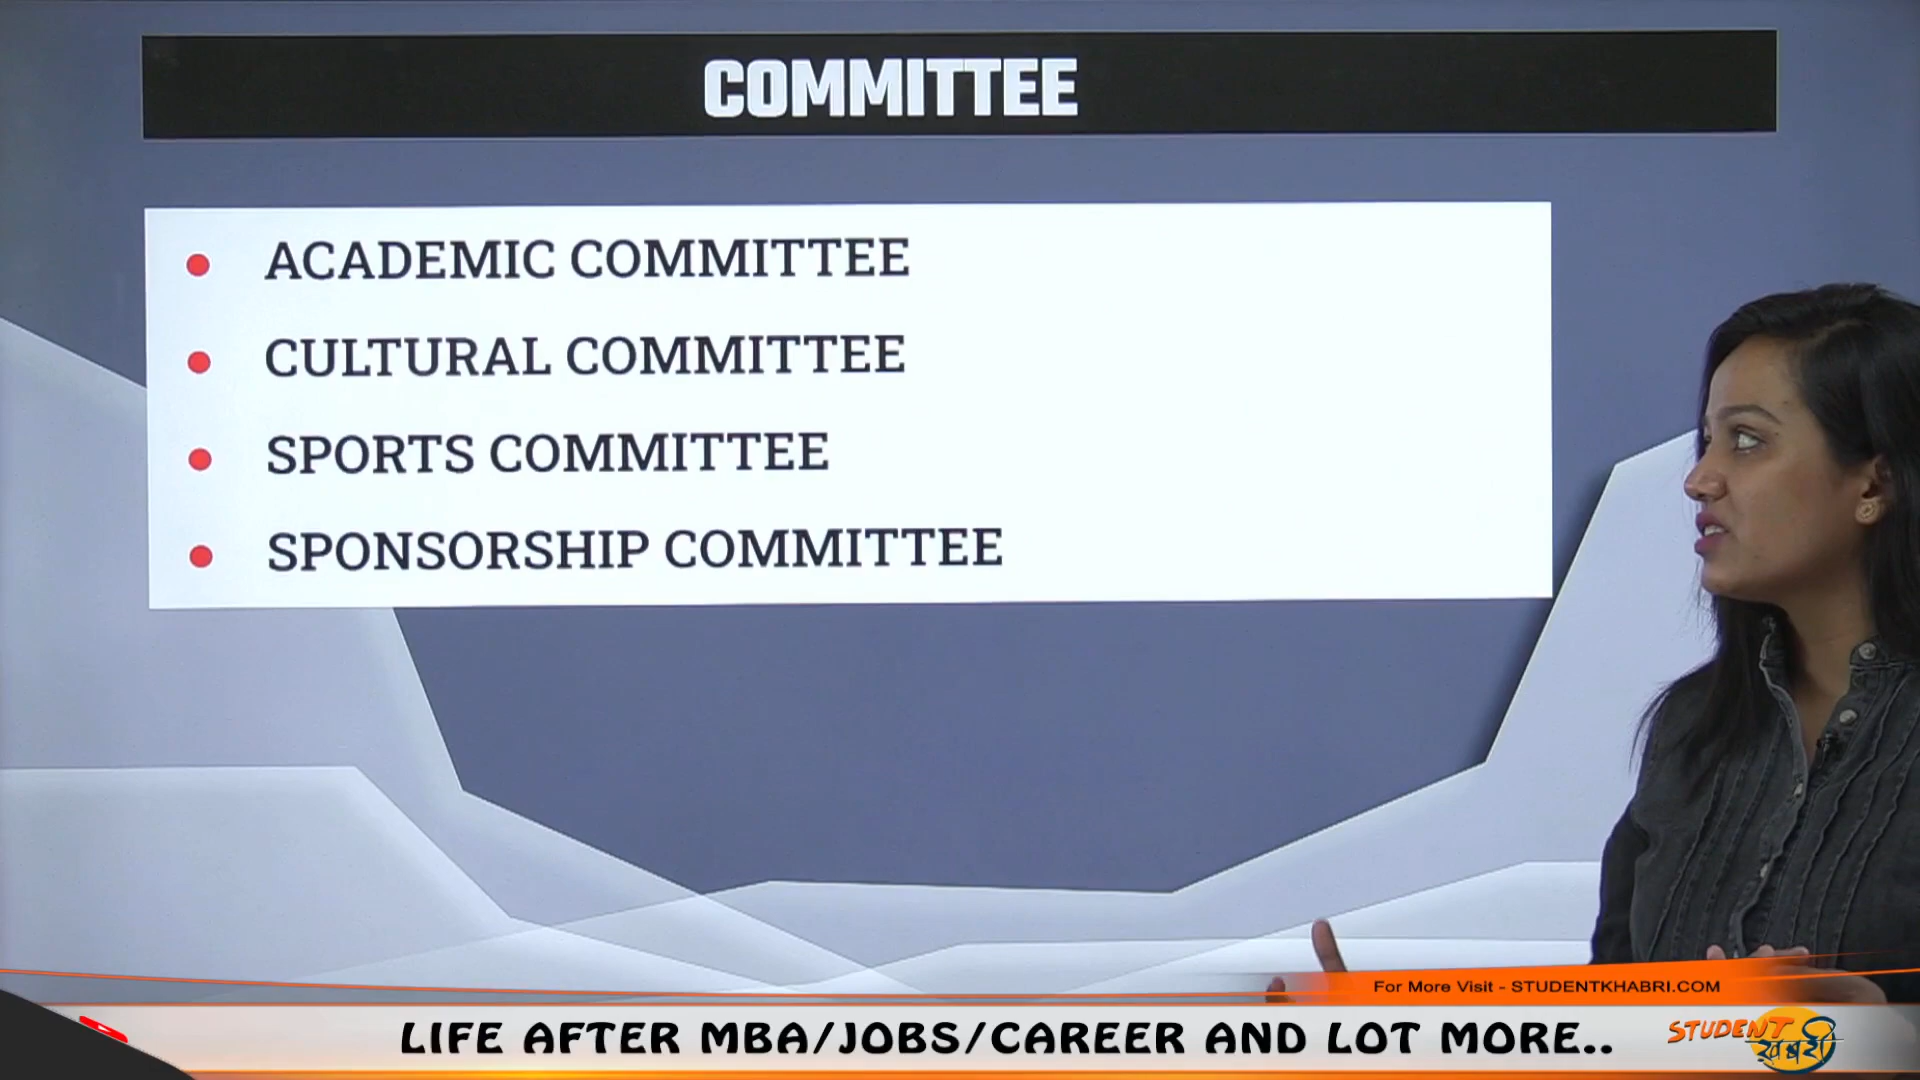 COMMITTEE
ACADEMIC COMMITTEE
CULTURAL COMMITTEE
SPORTS COMMITTEE
SPONSORSHIP COMMITTEE
For More Visit - STUDENTKHABRI.COM
LIFE AFTER MBA/JOBS/CAREER AND LOT MORE..
STUDENT
ख़बरी